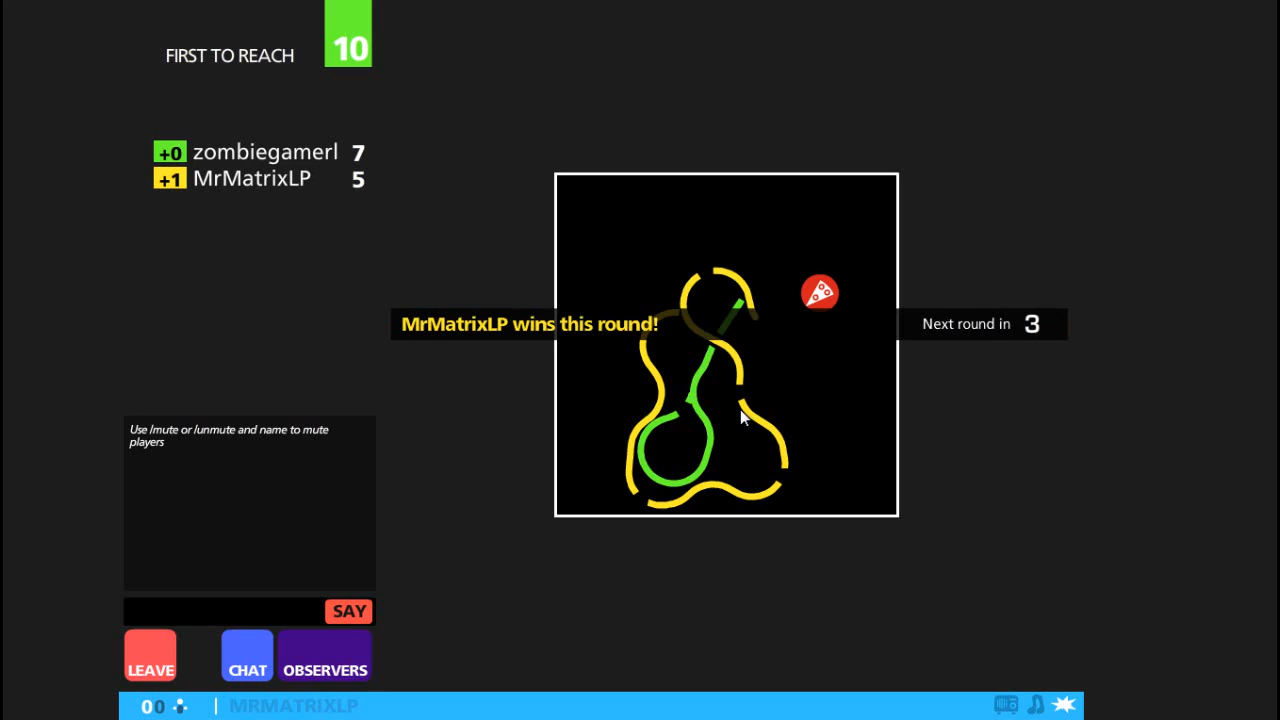 FIRST TO REACH 10
+0 zombiegamerl 7
+1 MrMatrixLP 5
MrMatrixLP wins this round! Next round in 3
Use /mute or /unmute and name to mute
players
SAY
LEAVE CHAT OBSERVERS
00 MRMATRIXLP